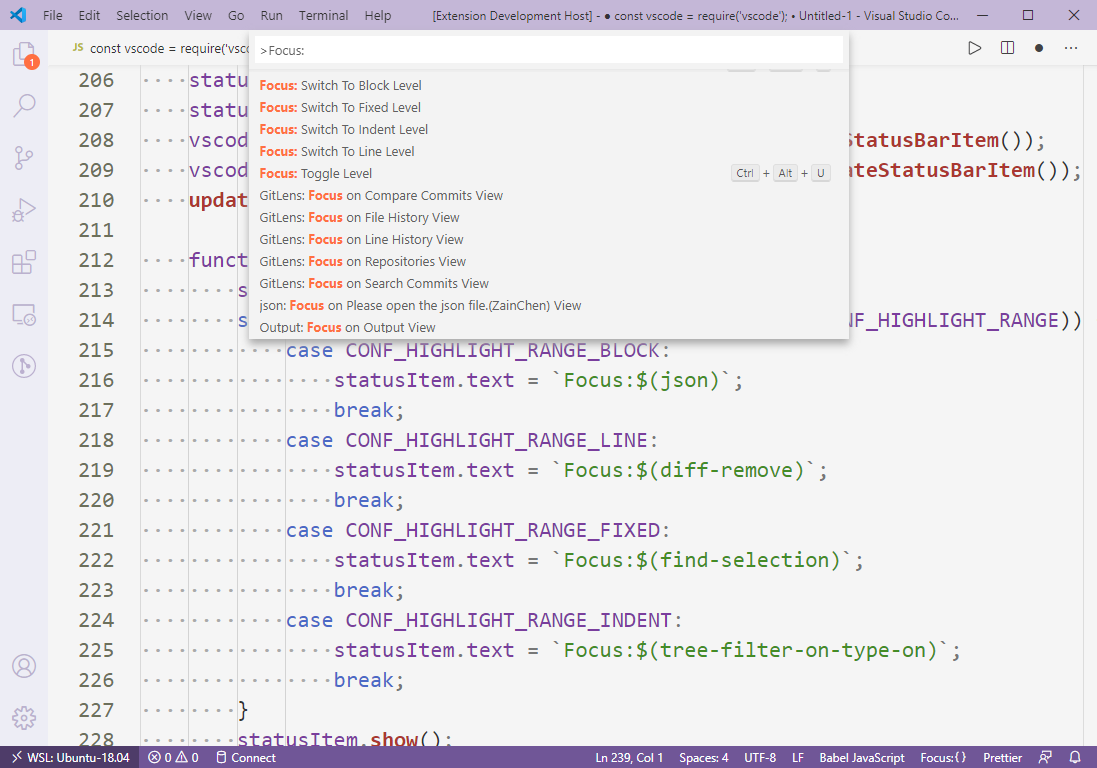 File Edit Selection View Go Run Terminal Help [Extension Development Host] - ● const vscode = require('vscode'); • Untitled-1 - Visual Studio Co...
JS const vscode = require('vsc
>Focus:
1
Focus: Switch To Block Level
Focus: Switch To Fixed Level
Focus: Switch To Indent Level
Focus: Switch To Line Level
Focus: Toggle Level Ctrl + Alt + U
GitLens: Focus on Compare Commits View
GitLens: Focus on File History View
GitLens: Focus on Line History View
GitLens: Focus on Repositories View
GitLens: Focus on Search Commits View
json: Focus on Please open the json file.(ZainChen) View
Output: Focus on Output View
206 ····statu
207 ····statu
208 ····vscod StatusBarItem());
209 ····vscod ateStatusBarItem());
210 ····updat
211
212 ····funct
213 ········s
214 ········s NF_HIGHLIGHT_RANGE))
215 ············case CONF_HIGHLIGHT_RANGE_BLOCK:
216 ················statusItem.text = `Focus:$(json)`;
217 ················break;
218 ············case CONF_HIGHLIGHT_RANGE_LINE:
219 ················statusItem.text = `Focus:$(diff-remove)`;
220 ················break;
221 ············case CONF_HIGHLIGHT_RANGE_FIXED:
222 ················statusItem.text = `Focus:$(find-selection)`;
223 ················break;
224 ············case CONF_HIGHLIGHT_RANGE_INDENT:
225 ················statusItem.text = `Focus:$(tree-filter-on-type-on)`;
226 ················break;
227 ········}
228 ········statusItem.show();
WSL: Ubuntu-18.04 0 0 Connect Ln 239, Col 1 Spaces: 4 UTF-8 LF Babel JavaScript Focus:{} Prettier